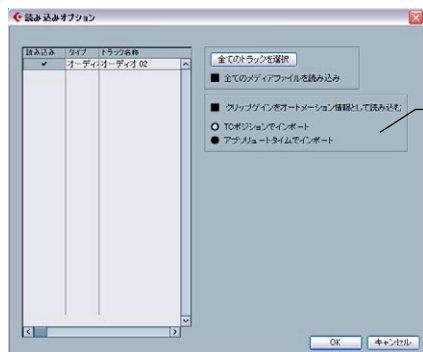 読み込みオプション
読み込み タイプ トラック名称
オーディオ オーディオ 02
全てのトラックを選択
全てのメディアファイルを読み込み
クリップゲインをオートメーション情報として読み込む
TCポジションでインポート
アブソリュートタイムでインポート
OK キャンセル